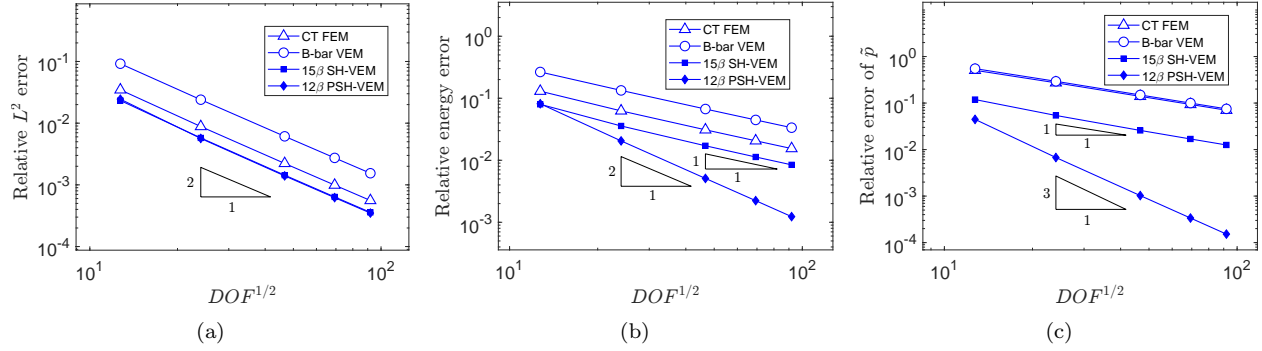 CT FEM
B-bar VEM
15β SH-VEM
12β PSH-VEM
Relative L² error
10⁻¹
10⁻²
10⁻³
10⁻⁴
2
1
10¹
10²
DOF^{1/2}
(a)
CT FEM
B-bar VEM
15β SH-VEM
12β PSH-VEM
Relative energy error
10⁰
10⁻¹
10⁻²
10⁻³
2
1
1
1
10¹
10²
DOF^{1/2}
(b)
CT FEM
B-bar VEM
15β SH-VEM
12β PSH-VEM
Relative error of p̃
10⁰
10⁻¹
10⁻²
10⁻³
10⁻⁴
1
1
3
1
10¹
10²
DOF^{1/2}
(c)